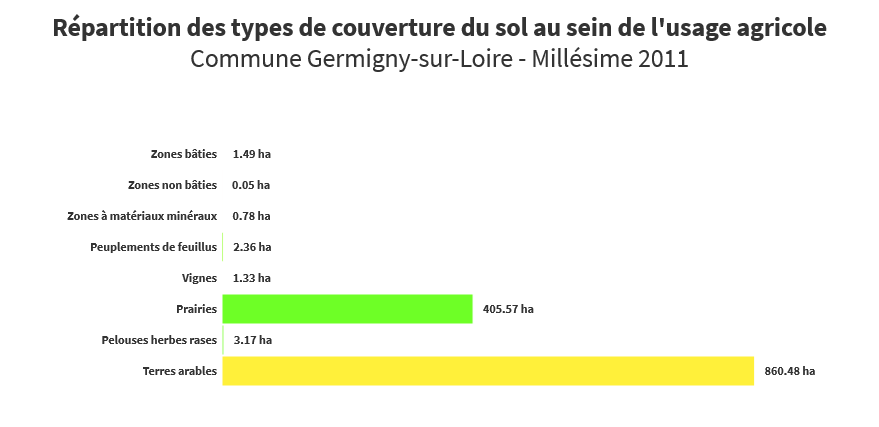 Répartition des types de couverture du sol au sein de l'usage agricole
Commune Germigny-sur-Loire - Millésime 2011
Zones bâties 1.49 ha
Zones non bâties 0.05 ha
Zones à matériaux minéraux 0.78 ha
Peuplements de feuillus 2.36 ha
Vignes 1.33 ha
Prairies 405.57 ha
Pelouses herbes rases 3.17 ha
Terres arables 860.48 ha